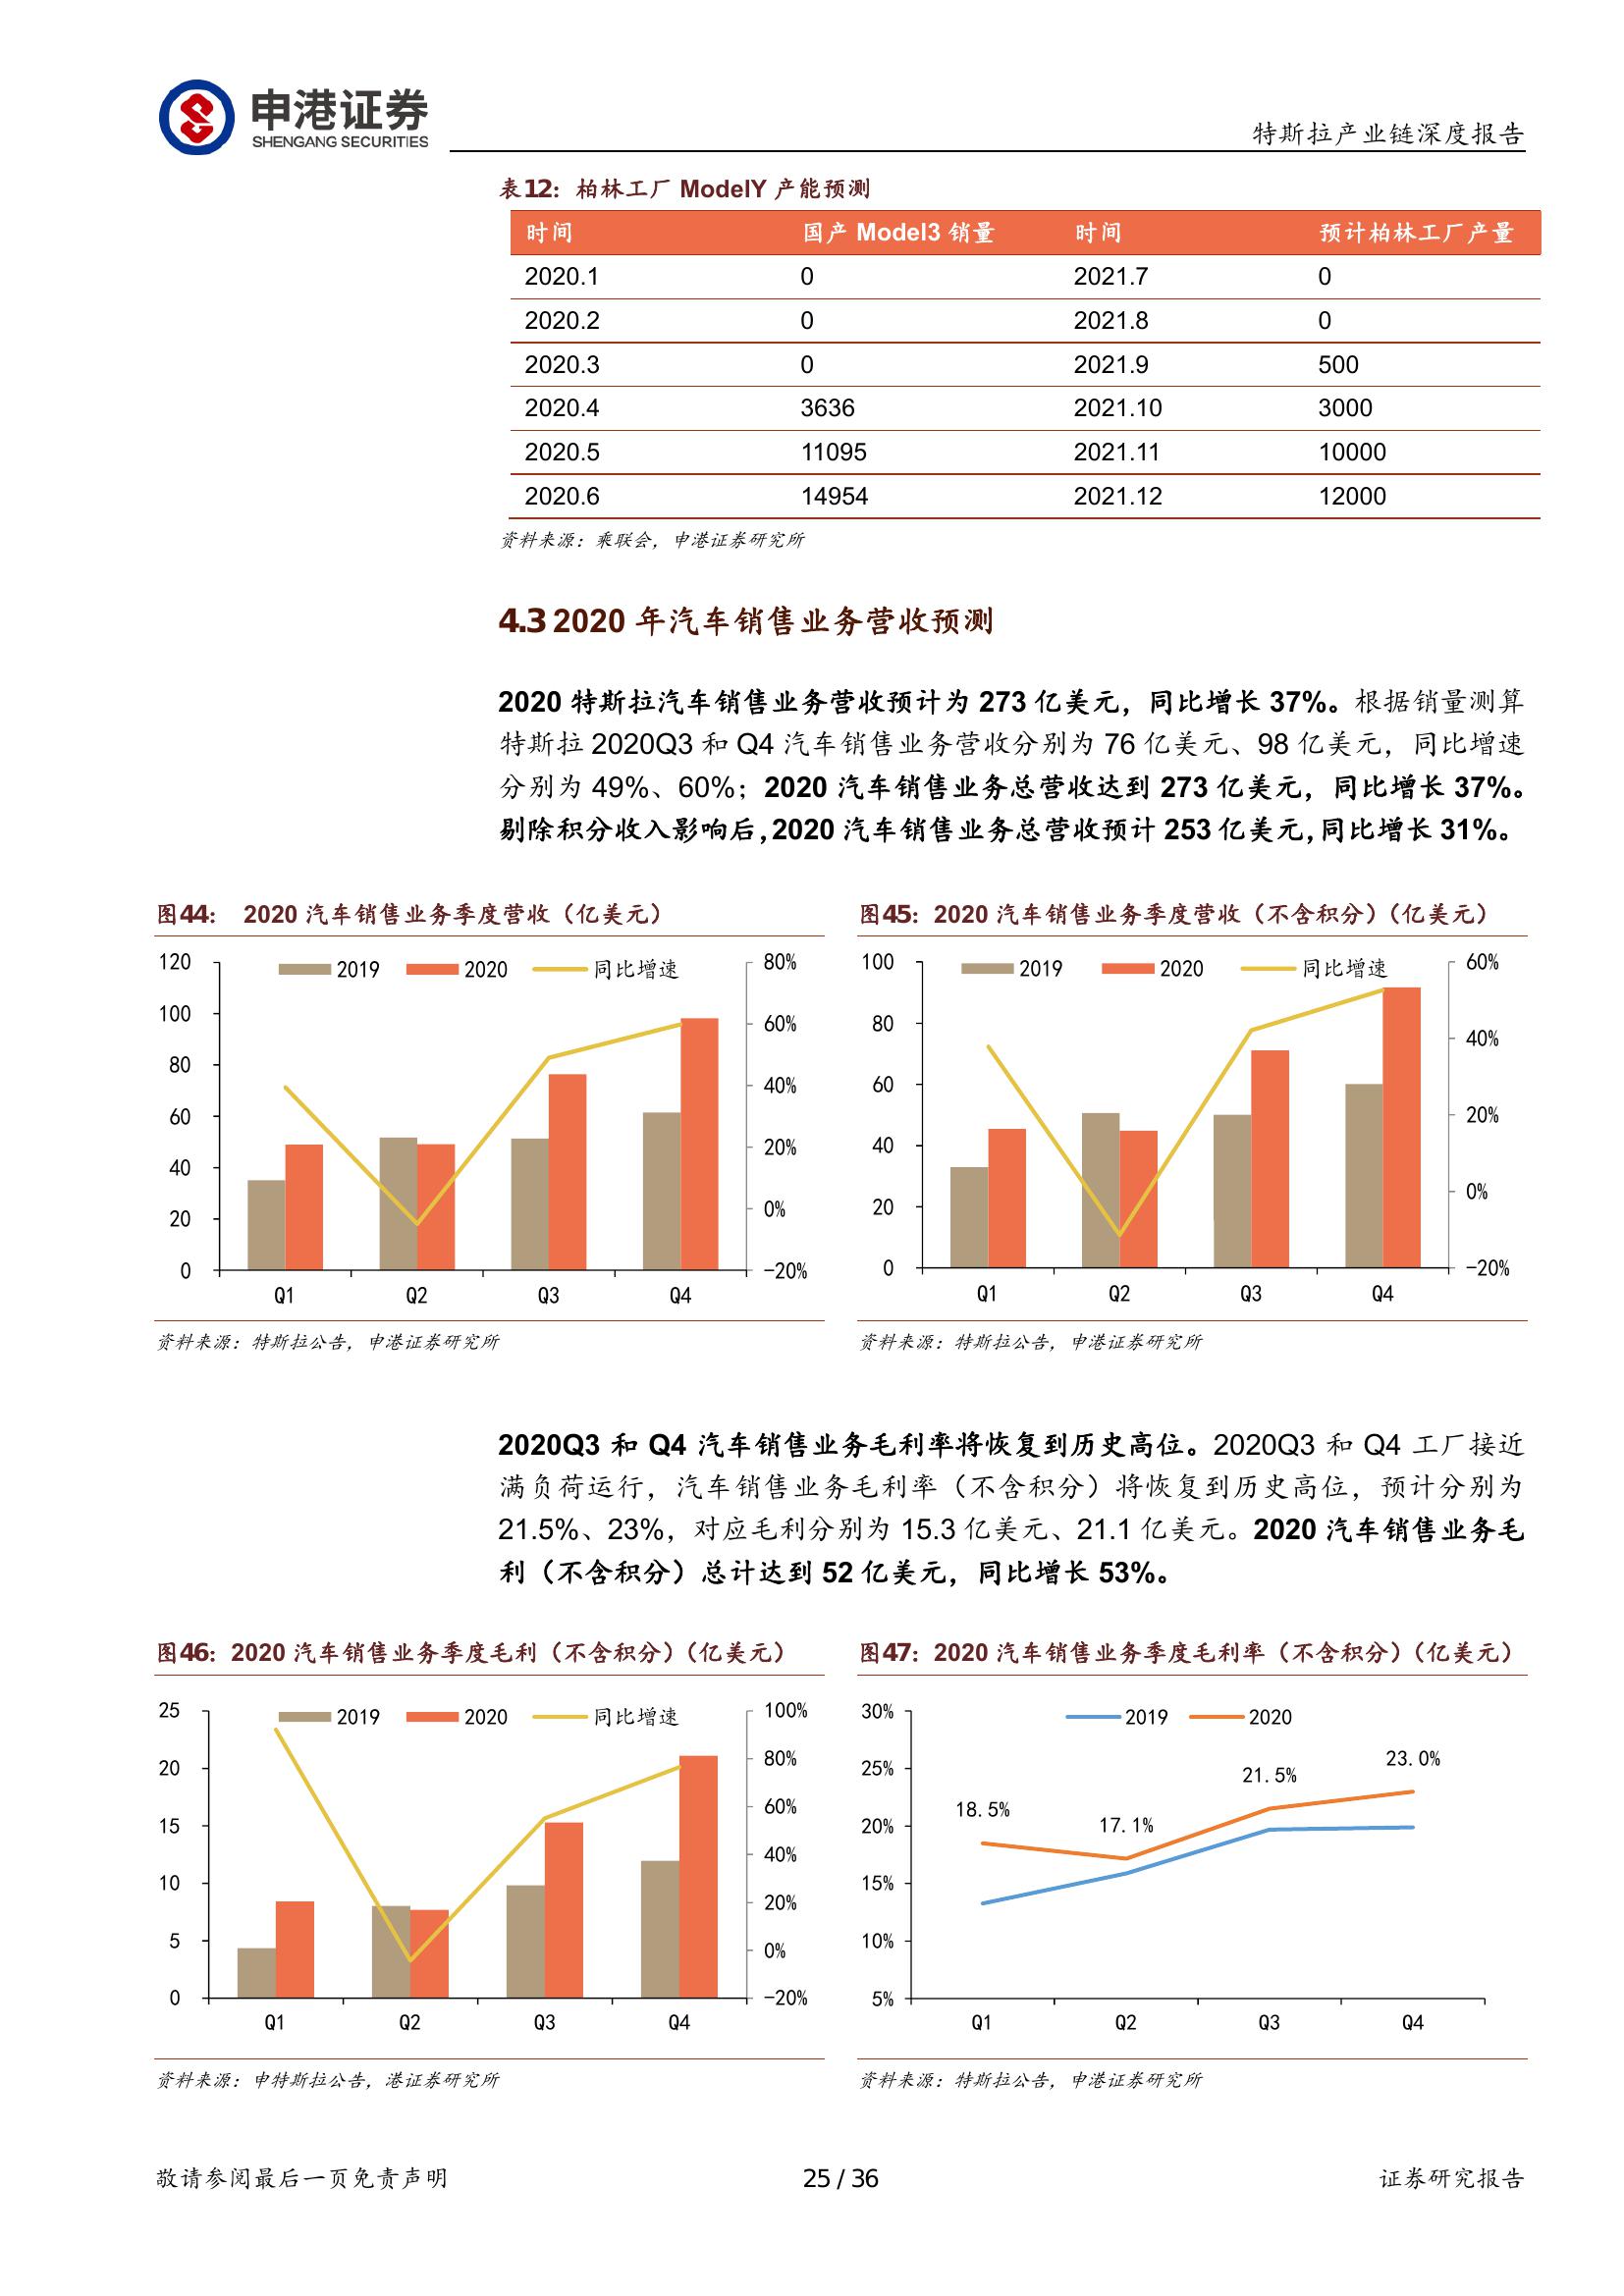 申港证券
SHENGANG SECURITIES
特斯拉产业链深度报告
表12：柏林工厂 ModelY 产能预测
时间 国产 Model3 销量 时间 预计柏林工厂产量
2020.1 0 2021.7 0
2020.2 0 2021.8 0
2020.3 0 2021.9 500
2020.4 3636 2021.10 3000
2020.5 11095 2021.11 10000
2020.6 14954 2021.12 12000
资料来源：乘联会，申港证券研究所
4.3 2020 年汽车销售业务营收预测
2020 特斯拉汽车销售业务营收预计为 273 亿美元，同比增长 37%。根据销量测算
特斯拉 2020Q3 和 Q4 汽车销售业务营收分别为 76 亿美元、98 亿美元，同比增速
分别为 49%、60%；2020 汽车销售业务总营收达到 273 亿美元，同比增长 37%。
剔除积分收入影响后，2020 汽车销售业务总营收预计 253 亿美元，同比增长 31%。
图44： 2020 汽车销售业务季度营收（亿美元）
2019 2020 同比增速
120
100
80
60
40
20
0
80%
60%
40%
20%
0%
-20%
Q1 Q2 Q3 Q4
资料来源：特斯拉公告，申港证券研究所
图45：2020 汽车销售业务季度营收（不含积分）（亿美元）
2019 2020 同比增速
100
80
60
40
20
0
60%
40%
20%
0%
-20%
Q1 Q2 Q3 Q4
资料来源：特斯拉公告，申港证券研究所
2020Q3 和 Q4 汽车销售业务毛利率将恢复到历史高位。2020Q3 和 Q4 工厂接近
满负荷运行，汽车销售业务毛利率（不含积分）将恢复到历史高位，预计分别为
21.5%、23%，对应毛利分别为 15.3 亿美元、21.1 亿美元。2020 汽车销售业务毛
利（不含积分）总计达到 52 亿美元，同比增长 53%。
图46：2020 汽车销售业务季度毛利（不含积分）（亿美元）
2019 2020 同比增速
25
20
15
10
5
0
100%
80%
60%
40%
20%
0%
-20%
Q1 Q2 Q3 Q4
资料来源：申特斯拉公告，港证券研究所
图47：2020 汽车销售业务季度毛利率（不含积分）（亿美元）
2019 2020
30%
25%
20%
15%
10%
5%
18.5% 17.1% 21.5% 23.0%
Q1 Q2 Q3 Q4
资料来源：特斯拉公告，申港证券研究所
敬请参阅最后一页免责声明 25 / 36 证券研究报告